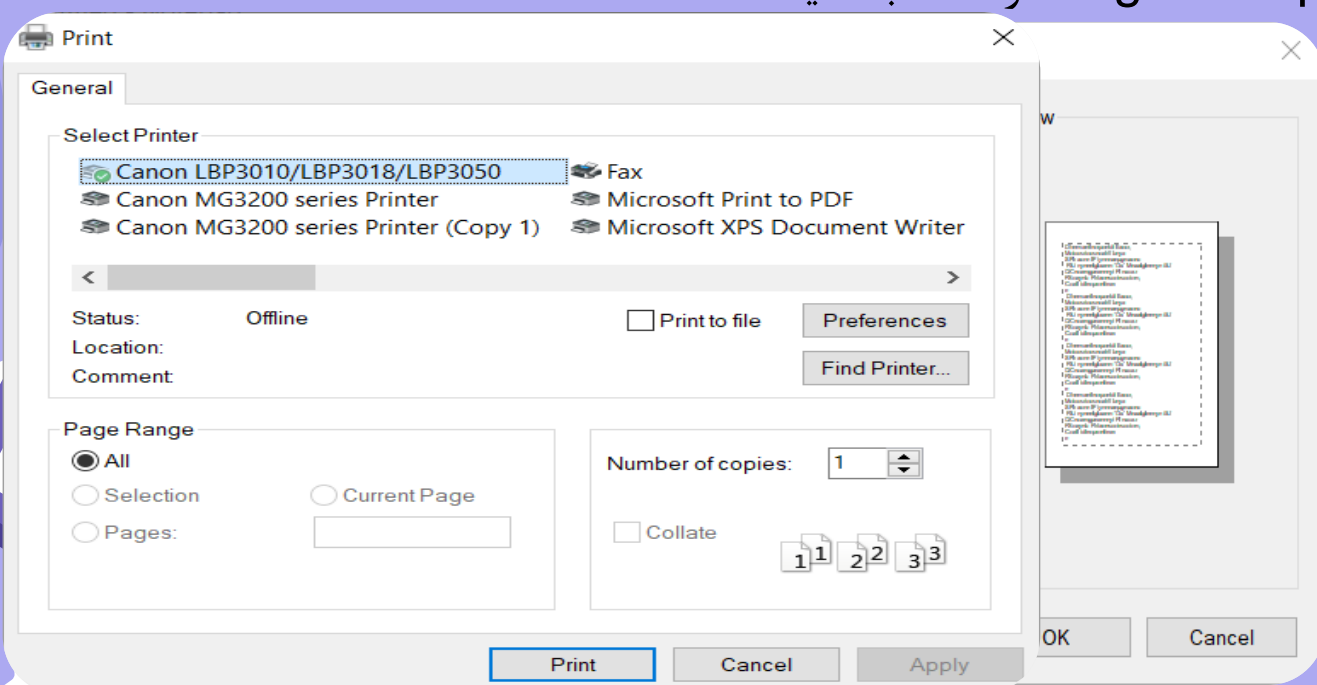 Print
General
Select Printer
Canon LBP3010/LBP3018/LBP3050
Fax
Canon MG3200 series Printer
Microsoft Print to PDF
Canon MG3200 series Printer (Copy 1)
Microsoft XPS Document Writer
Status: Offline
Print to file
Preferences
Location:
Comment:
Find Printer...
Page Range
All
Number of copies: 1
Selection
Current Page
Pages:
Collate
1 1 2 2 3 3
Print
Cancel
Apply
w
OK
Cancel